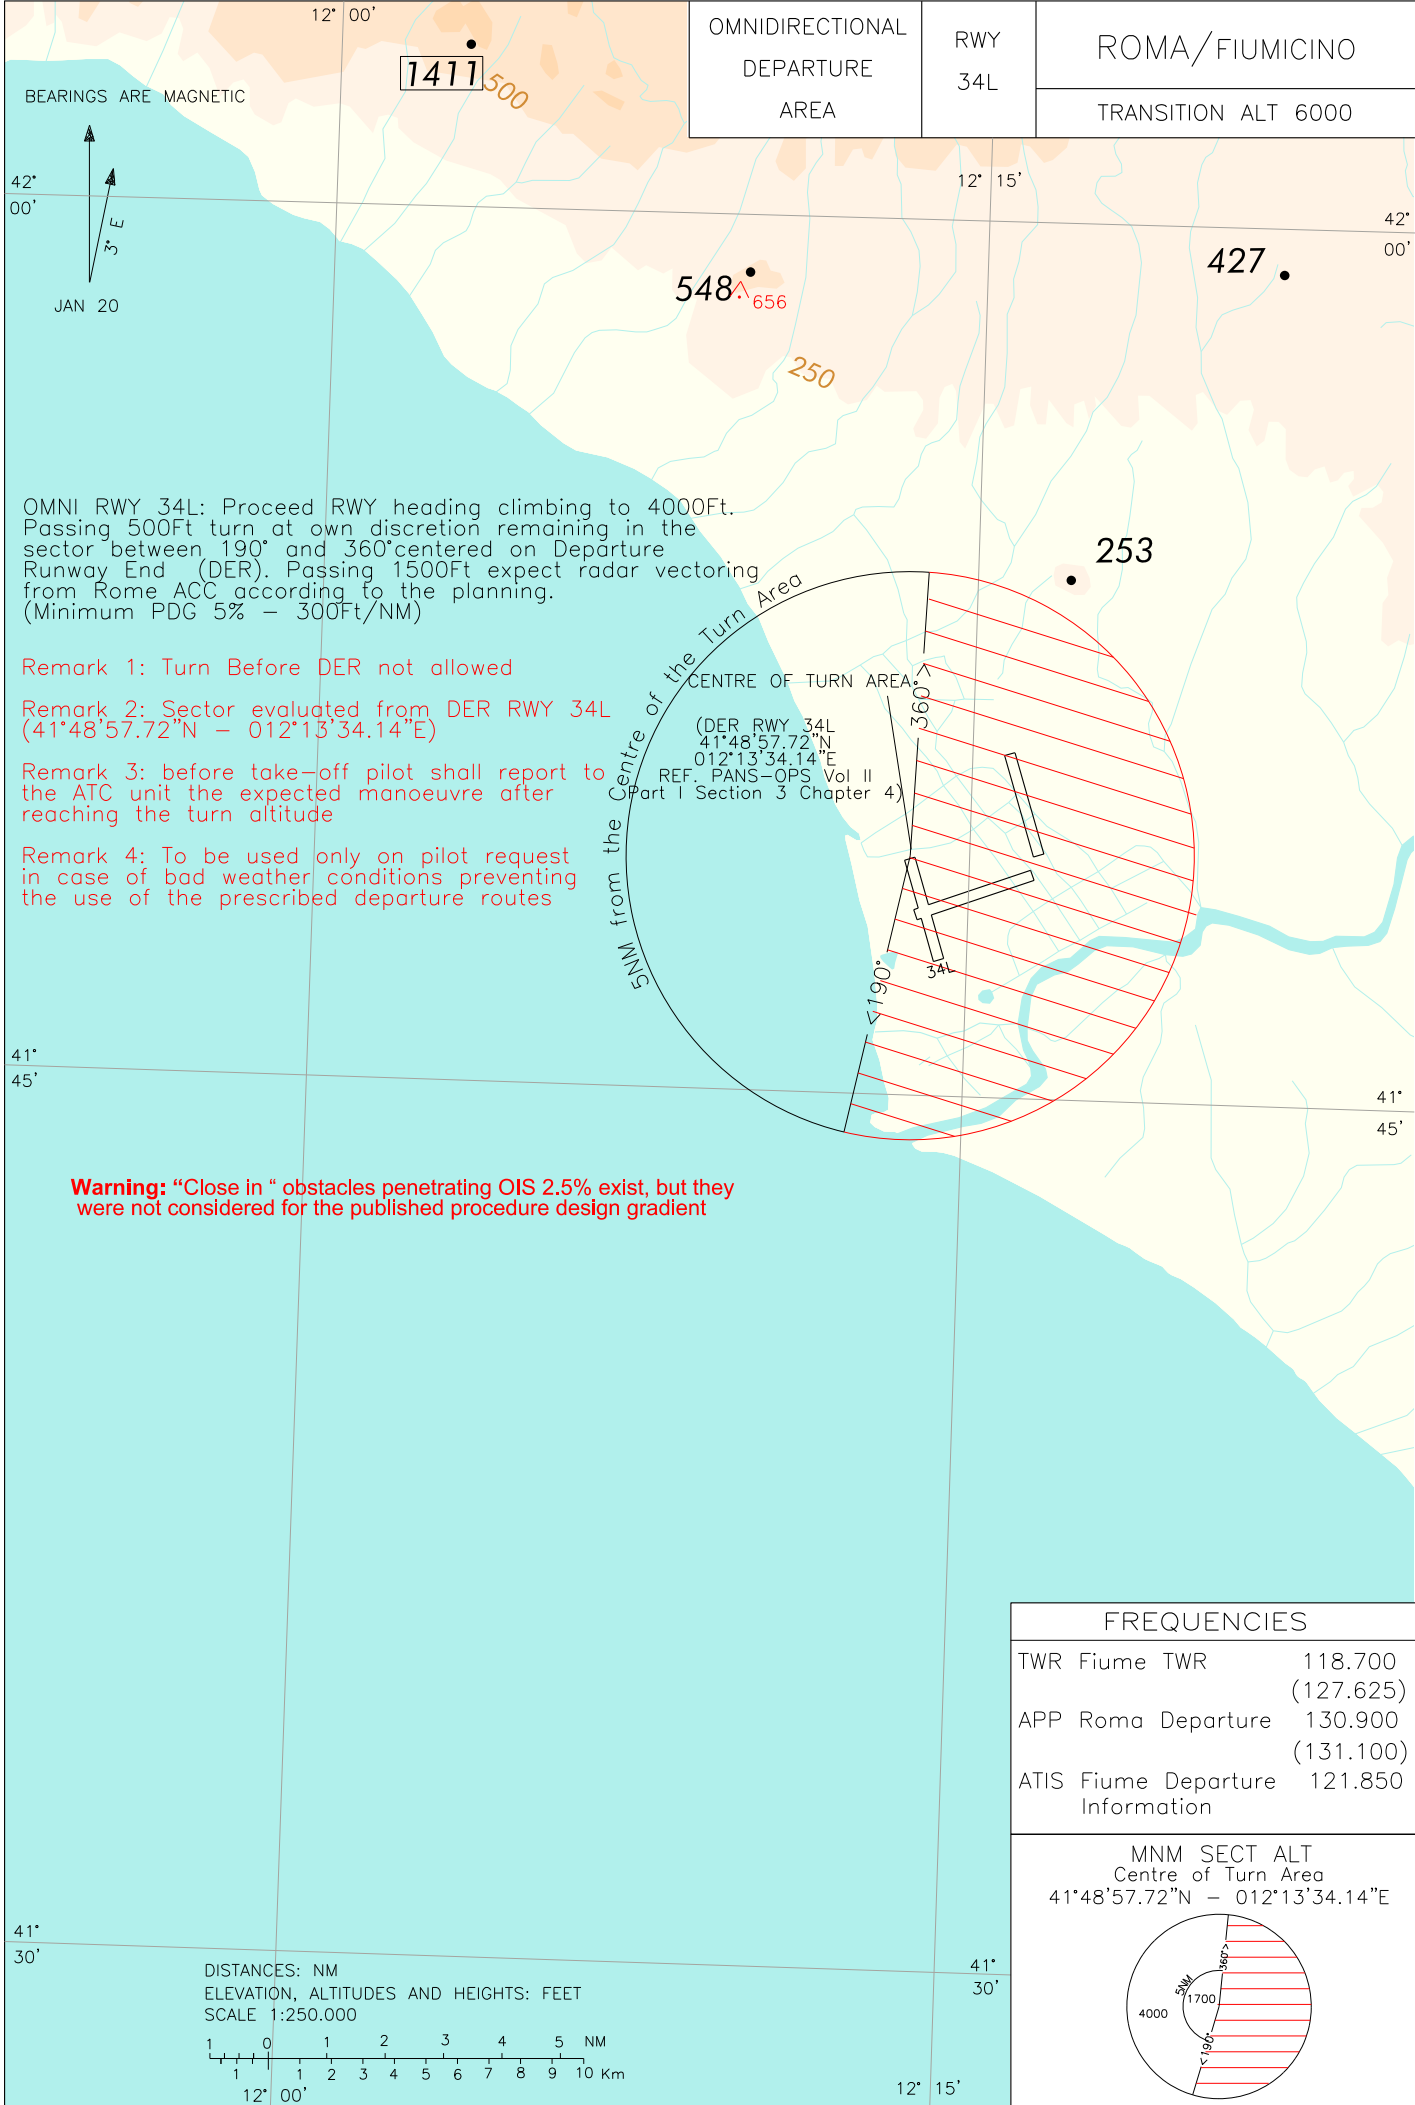 OMNIDIRECTIONAL
DEPARTURE
AREA
RWY
34L
ROMA/FIUMICINO
TRANSITION ALT 6000
12° 00'
1411
500
BEARINGS ARE MAGNETIC
3° E
JAN 20
42°
00'
12° 15'
42°
00'
548
656
427
250
253
OMNI RWY 34L: Proceed RWY heading climbing to 4000Ft.
Passing 500Ft turn at own discretion remaining in the
sector between 190° and 360°centered on Departure
Runway End (DER). Passing 1500Ft expect radar vectoring
from Rome ACC according to the planning.
(Minimum PDG 5% – 300Ft/NM)
Remark 1: Turn Before DER not allowed
Remark 2: Sector evaluated from DER RWY 34L
(41°48'57.72"N – 012°13'34.14"E)
Remark 3: before take–off pilot shall report to
the ATC unit the expected manoeuvre after
reaching the turn altitude
Remark 4: To be used only on pilot request
in case of bad weather conditions preventing
the use of the prescribed departure routes
5NM from the Centre of the Turn Area
CENTRE OF TURN AREA
(DER RWY 34L
41°48'57.72"N
012°13'34.14"E
REF. PANS–OPS Vol II
Part I Section 3 Chapter 4)
360°>
<190°
34L
41°
45'
41°
45'
Warning: “Close in “ obstacles penetrating OIS 2.5% exist, but they
were not considered for the published procedure design gradient
FREQUENCIES
TWR Fiume TWR 118.700
(127.625)
APP Roma Departure 130.900
(131.100)
ATIS Fiume Departure 121.850
Information
MNM SECT ALT
Centre of Turn Area
41°48'57.72"N – 012°13'34.14"E
360°>
5NM
1700
4000
<190°
41°
30'
41°
30'
DISTANCES: NM
ELEVATION, ALTITUDES AND HEIGHTS: FEET
SCALE 1:250.000
1 0 1 2 3 4 5 NM
1 1 2 3 4 5 6 7 8 9 10 Km
12° 00'
12° 15'